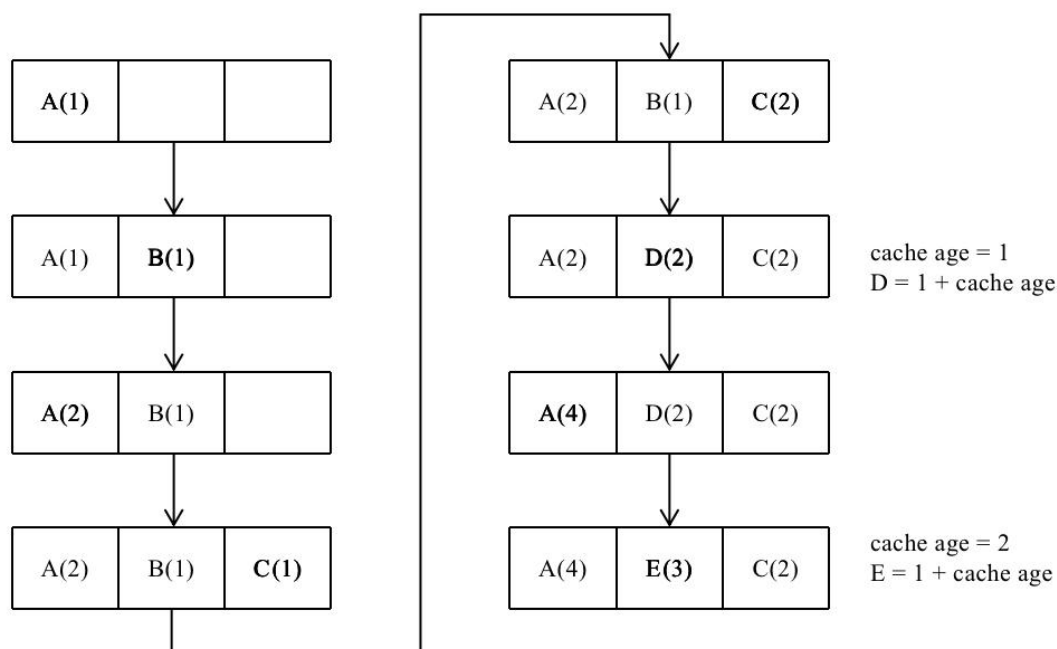 A(1)
A(1) B(1)
A(2) B(1)
A(2) B(1) C(1)
A(2) B(1) C(2)
A(2) D(2) C(2)
cache age = 1
D = 1 + cache age
A(4) D(2) C(2)
A(4) E(3) C(2)
cache age = 2
E = 1 + cache age